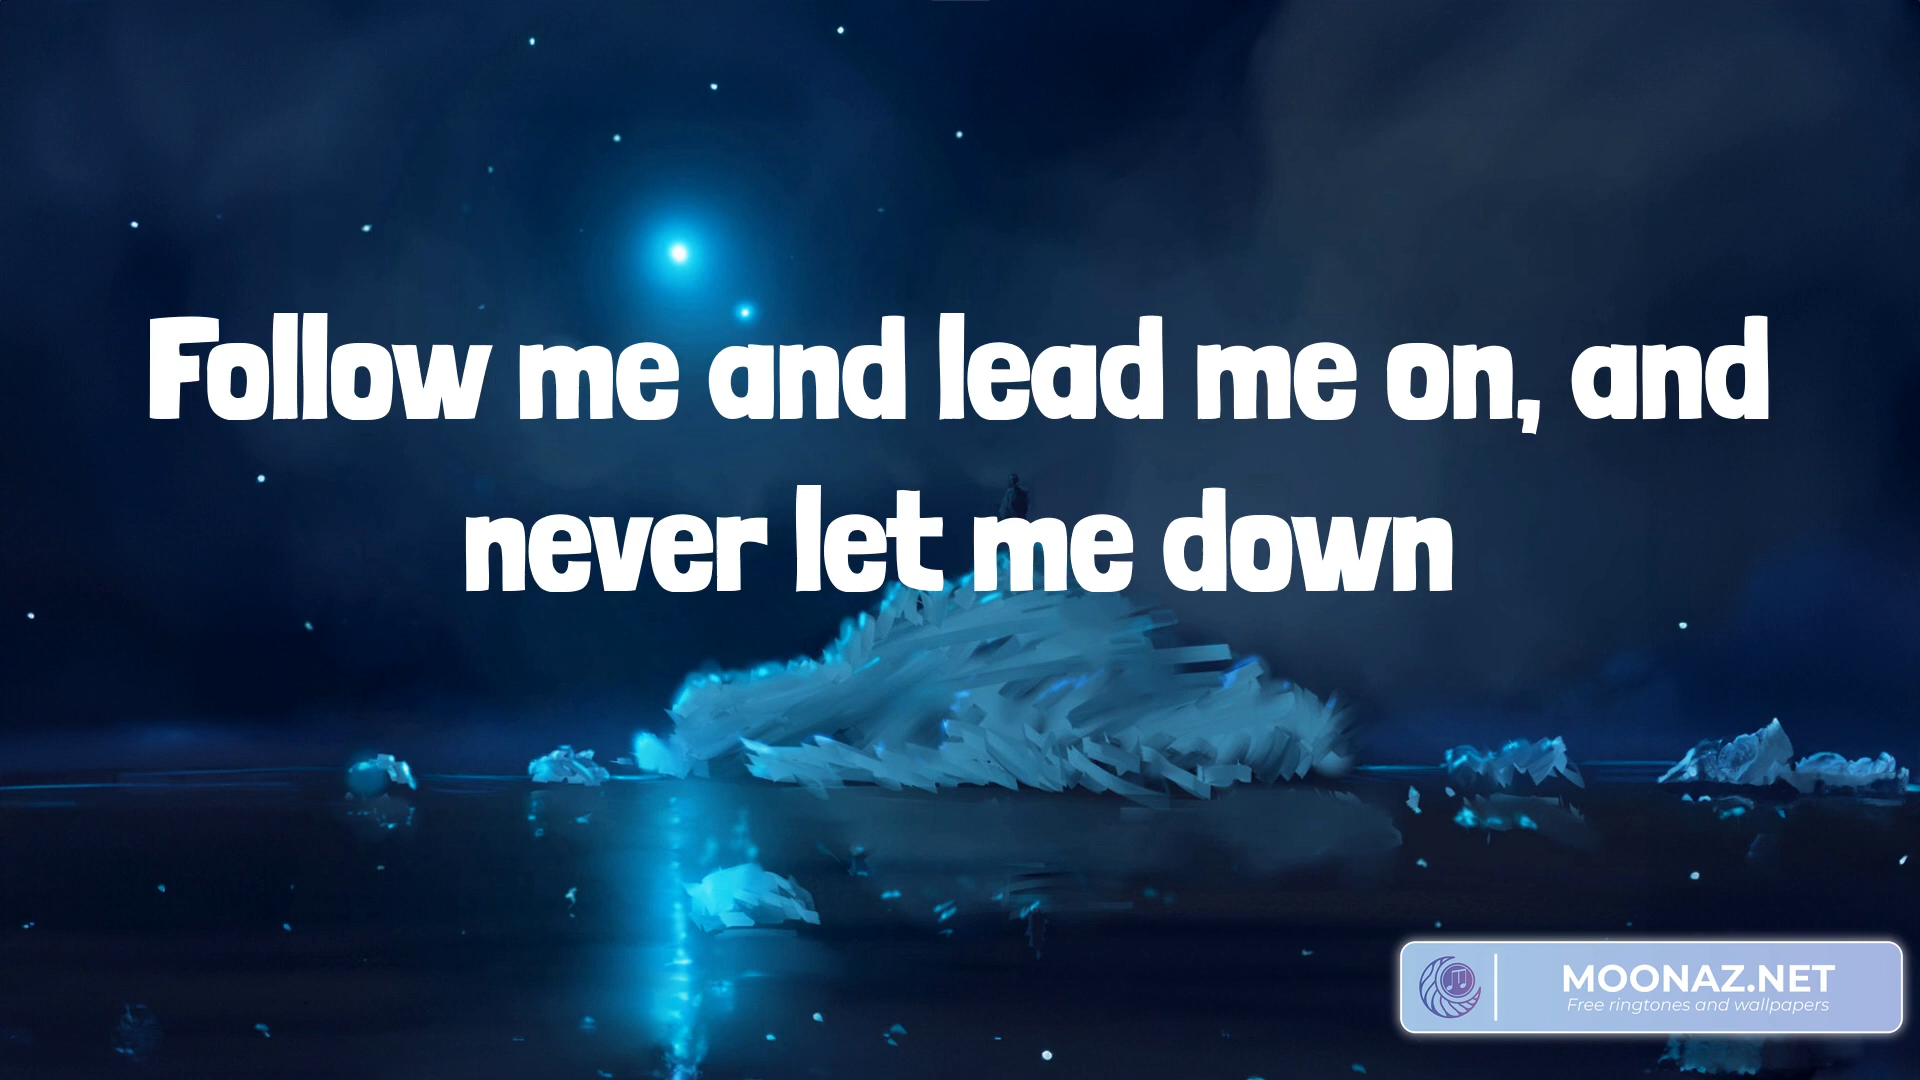 Follow me and lead me on, and
never let me down
MOONAZ.NET
Free ringtones and wallpapers